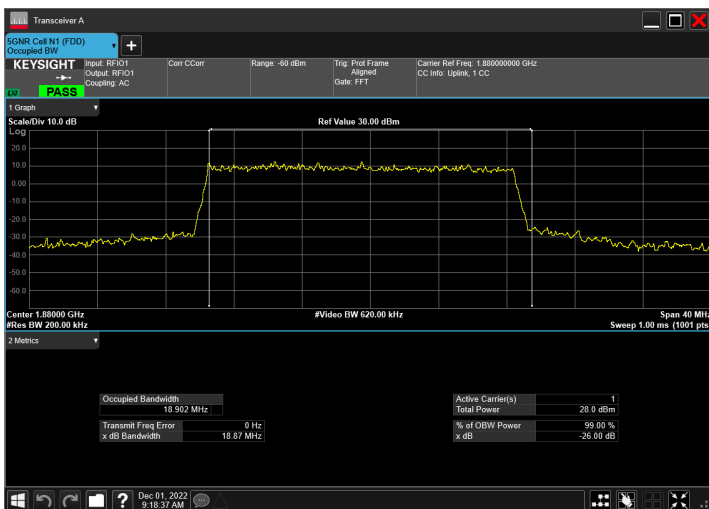 Transceiver A
5GNR Cell N1 (FDD)
Occupied BW
+
KEYSIGHT Input: RFIO1 Corr CCorr Range: -60 dBm Trig: Prot Frame Carrier Ref Freq: 1.880000000 GHz
Output: RFIO1 Aligned CC Info: Uplink, 1 CC
Coupling: AC Gate: FFT
PASS
1 Graph
Scale/Div 10.0 dB Ref Value 30.00 dBm
Log
20.0
10.0
0.00
-10.0
-20.0
-30.0
-40.0
-50.0
-60.0
Center 1.88000 GHz #Video BW 620.00 kHz Span 40 MHz
#Res BW 200.00 kHz Sweep 1.00 ms (1001 pts
2 Metrics
Occupied Bandwidth Active Carrier(s) 1
18.902 MHz Total Power 28.0 dBm
Transmit Freq Error 0 Hz % of OBW Power 99.00 %
x dB Bandwidth 18.87 MHz x dB -26.00 dB
? Dec 01, 2022
9:18:37 AM